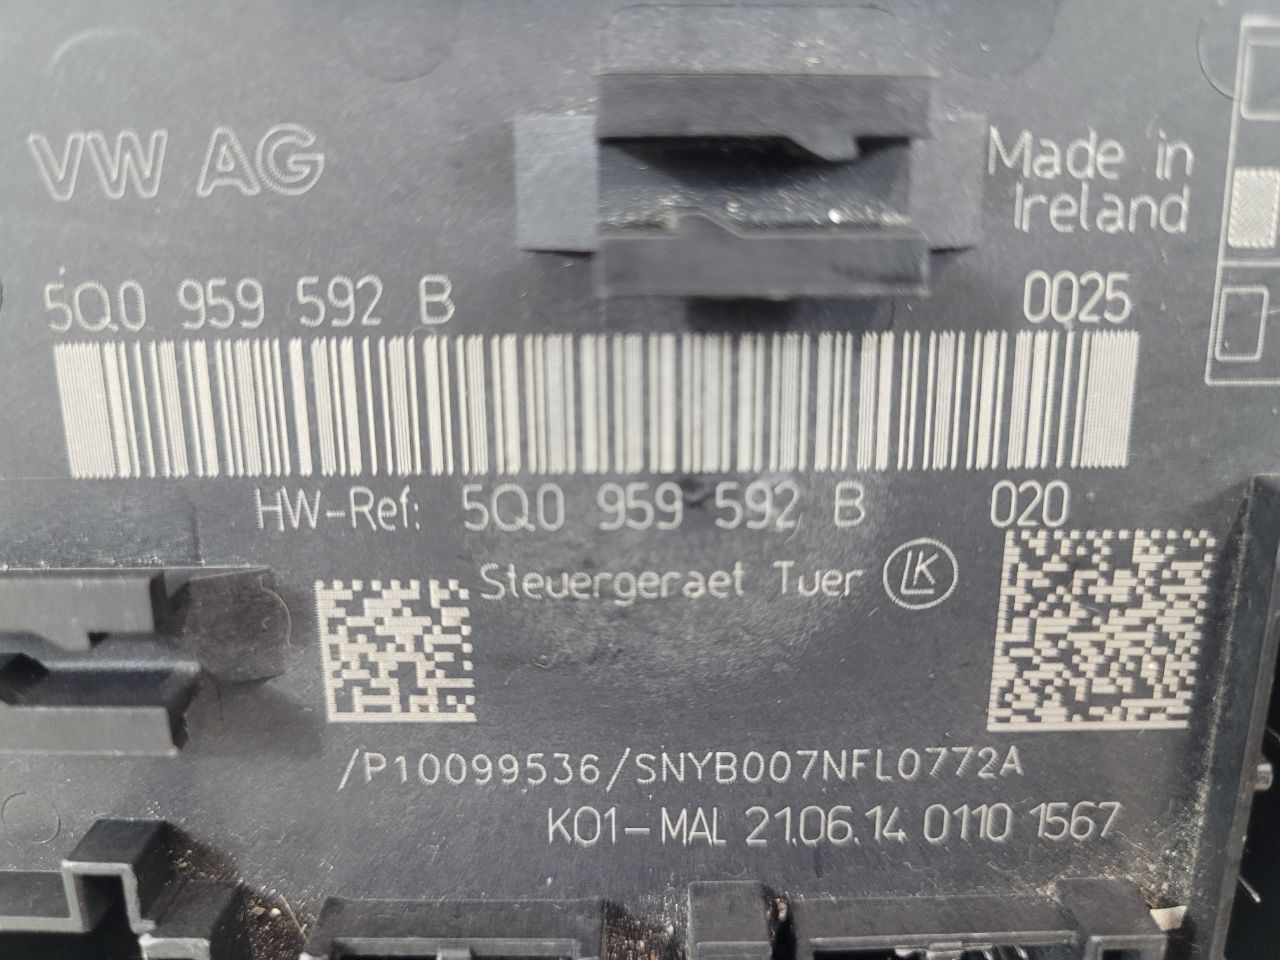 VW AG
Made in
Ireland
5Q0 959 592 B 0025
HW-Ref: 5Q0 959 592 B 020
Steuergeraet Tuer LK
/P10099536/SNYB007NFL0772A
K01-MAL 21.06.14 0110 1567